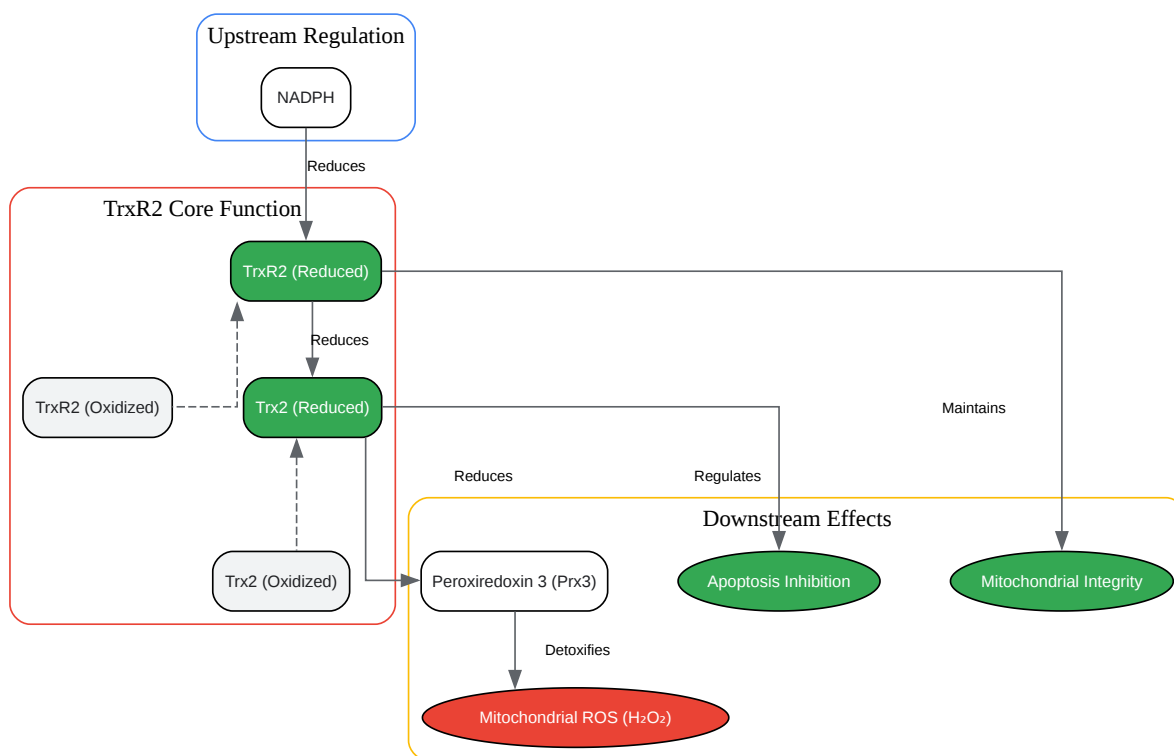 Upstream Regulation
NADPH
Reduces
TrxR2 Core Function
TrxR2 (Reduced)
Reduces
TrxR2 (Oxidized)
Trx2 (Reduced)
Maintains
Reduces
Regulates
Downstream Effects
Trx2 (Oxidized)
Peroxiredoxin 3 (Prx3)
Apoptosis Inhibition
Mitochondrial Integrity
Detoxifies
Mitochondrial ROS (H₂O₂)